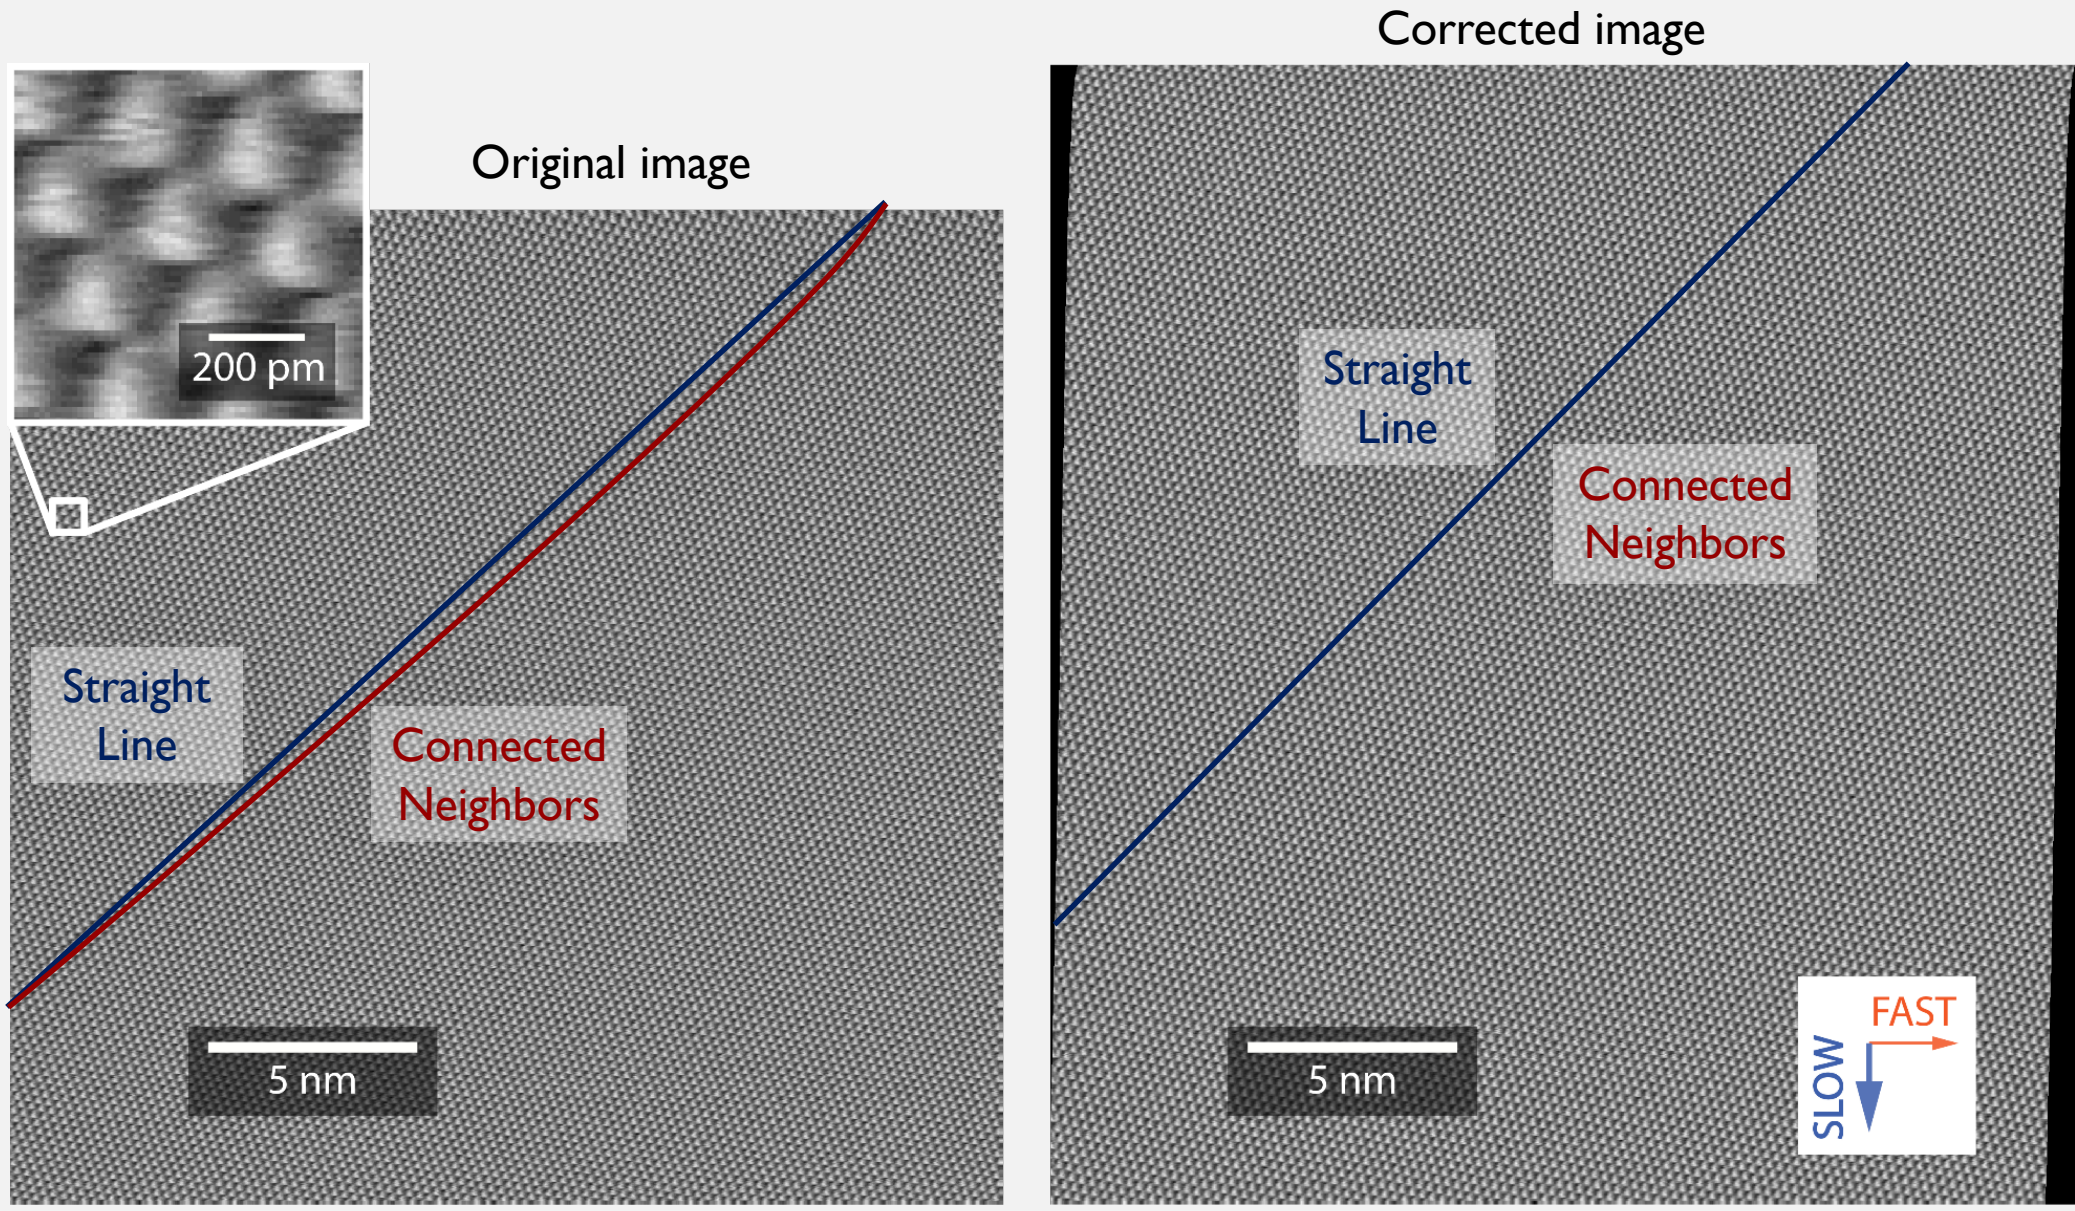 Corrected image
Original image
200 pm
Straight
Line
Connected
Neighbors
5 nm
Straight
Line
Connected
Neighbors
5 nm
FAST
SLOW